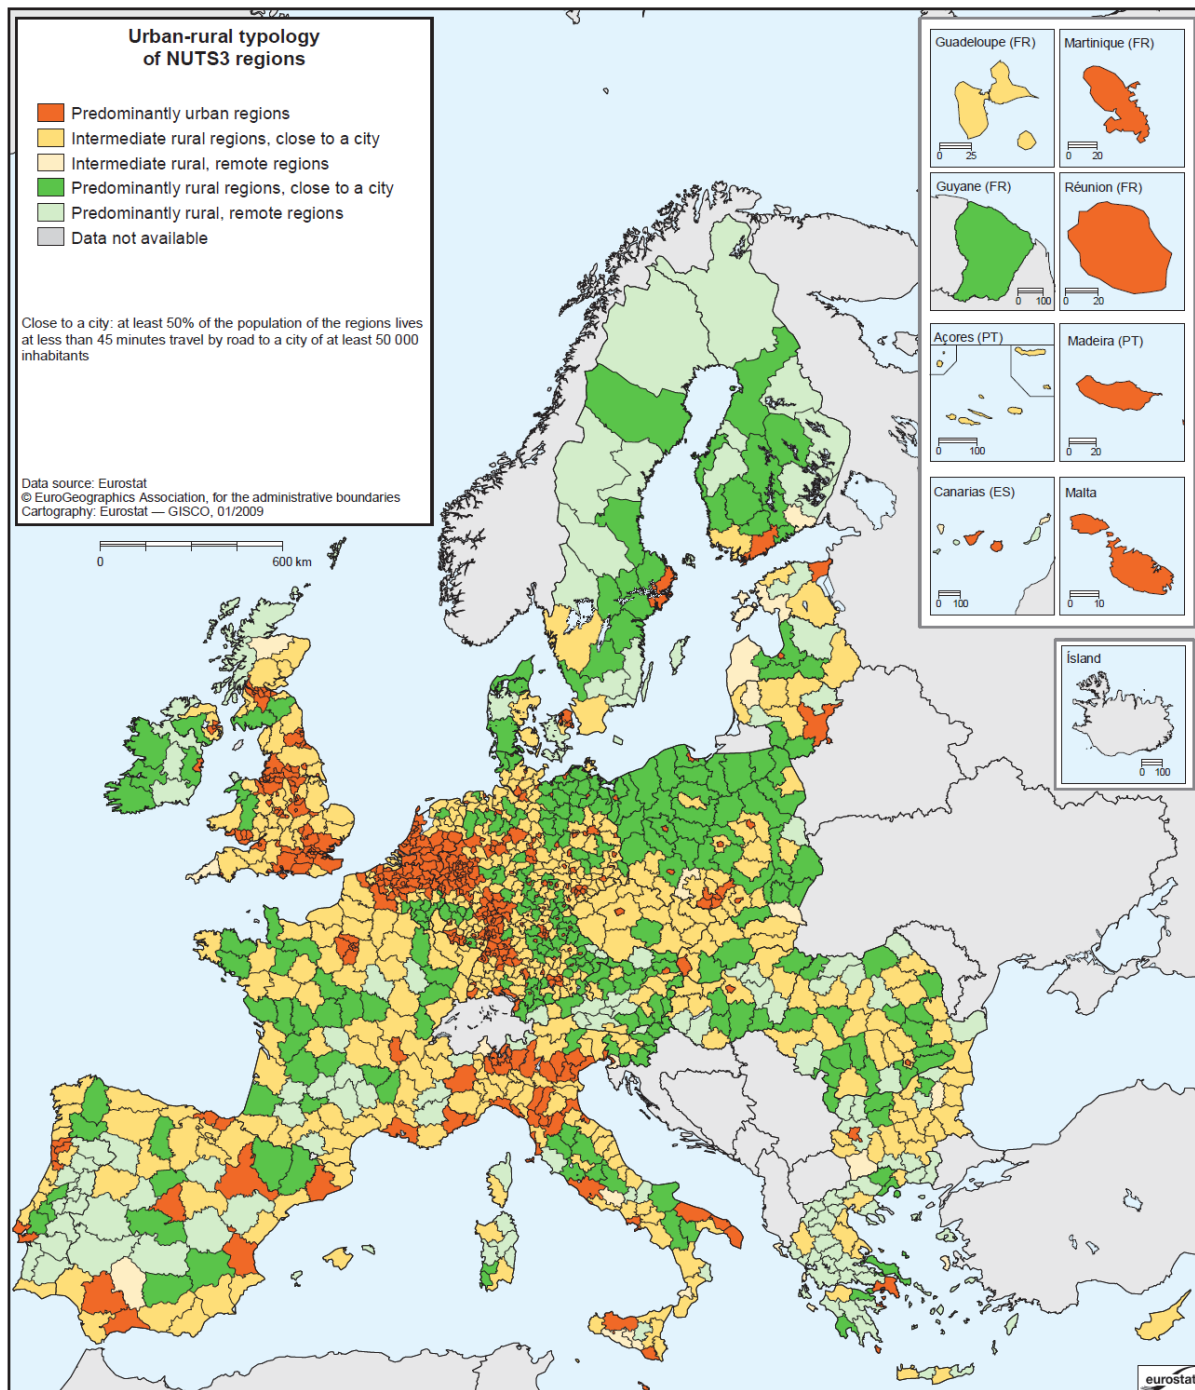 Urban-rural typology
of NUTS3 regions
Predominantly urban regions
Intermediate rural regions, close to a city
Intermediate rural, remote regions
Predominantly rural regions, close to a city
Predominantly rural, remote regions
Data not available
Close to a city: at least 50% of the population of the regions lives
at less than 45 minutes travel by road to a city of at least 50 000
inhabitants
Data source: Eurostat
© EuroGeographics Association, for the administrative boundaries
Cartography: Eurostat — GISCO, 01/2009
0 600 km
Guadeloupe (FR)
0 25
Martinique (FR)
0 20
Guyane (FR)
0 100
Réunion (FR)
0 20
Açores (PT)
0 100
Madeira (PT)
0 20
Canarias (ES)
0 100
Malta
0 10
Ísland
0 100
eurostat